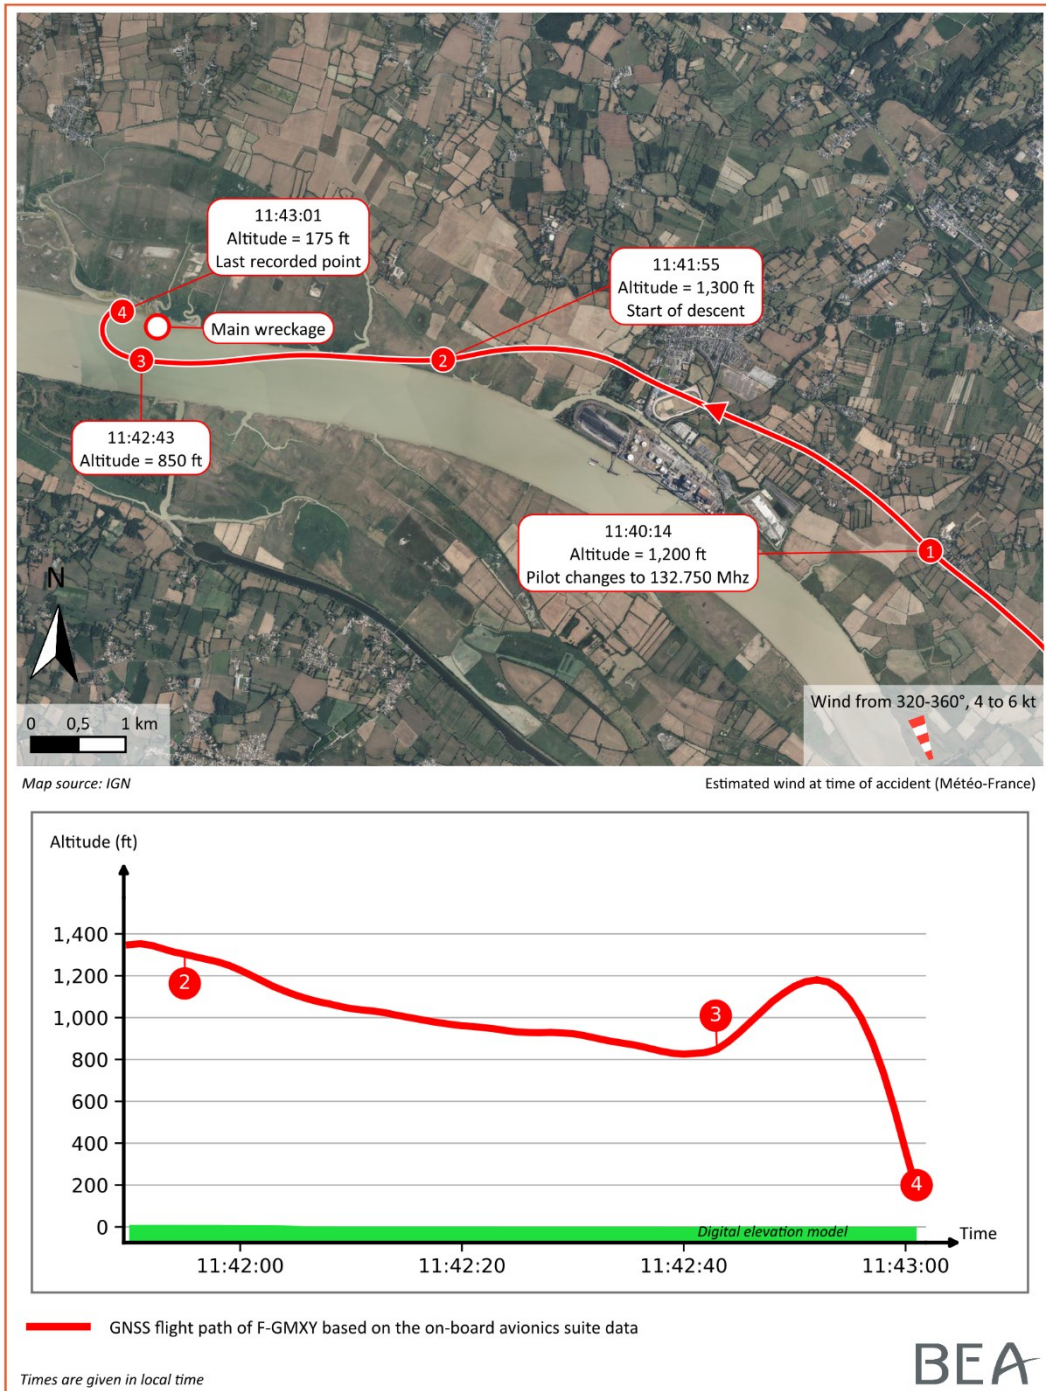 11:43:01
Altitude = 175 ft
Last recorded point
11:41:55
Altitude = 1,300 ft
Start of descent
4
Main wreckage
3
2
11:42:43
Altitude = 850 ft
11:40:14
Altitude = 1,200 ft
Pilot changes to 132.750 Mhz
1
N
0 0,5 1 km
Wind from 320-360°, 4 to 6 kt
Map source: IGN
Estimated wind at time of accident (Météo-France)
Altitude (ft)
1,400
1,200
1,000
800
600
400
200
0
2
3
4
Digital elevation model
Time
11:42:00
11:42:20
11:42:40
11:43:00
GNSS flight path of F-GMXY based on the on-board avionics suite data
Times are given in local time
BEA